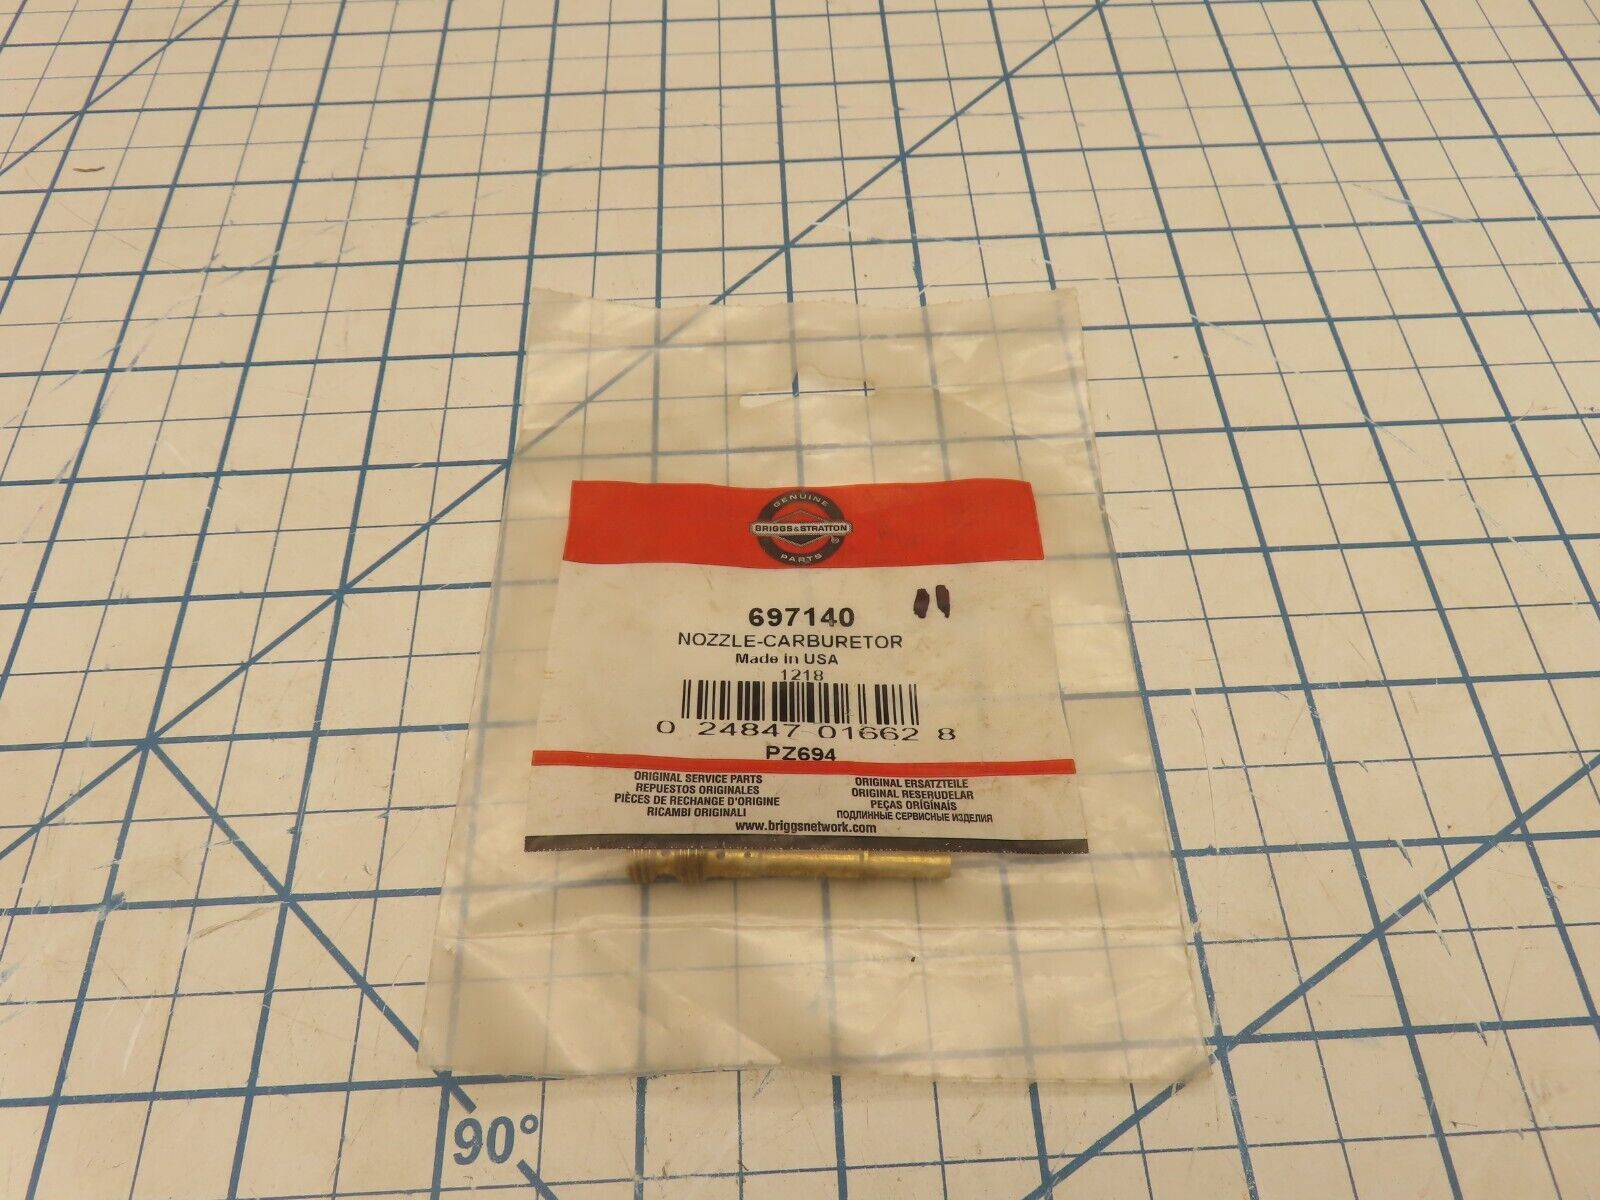 GENUINE
BRIGGS&STRATTON
®
PARTS
697140
NOZZLE-CARBURETOR
Made in USA
1218
0 24847 01662 8
PZ694
ORIGINAL SERVICE PARTS
REPUESTOS ORIGINALES
PIÈCES DE RECHANGE D'ORIGINE
RICAMBI ORIGINALI
ORIGINAL ERSATZTEILE
ORIGINAL RESERUDELAR
PEÇAS ORIGINAIS
ПОДЛИННЫЕ СЕРВИСНЫЕ ИЗДЕЛИЯ
www.briggsnetwork.com
90°